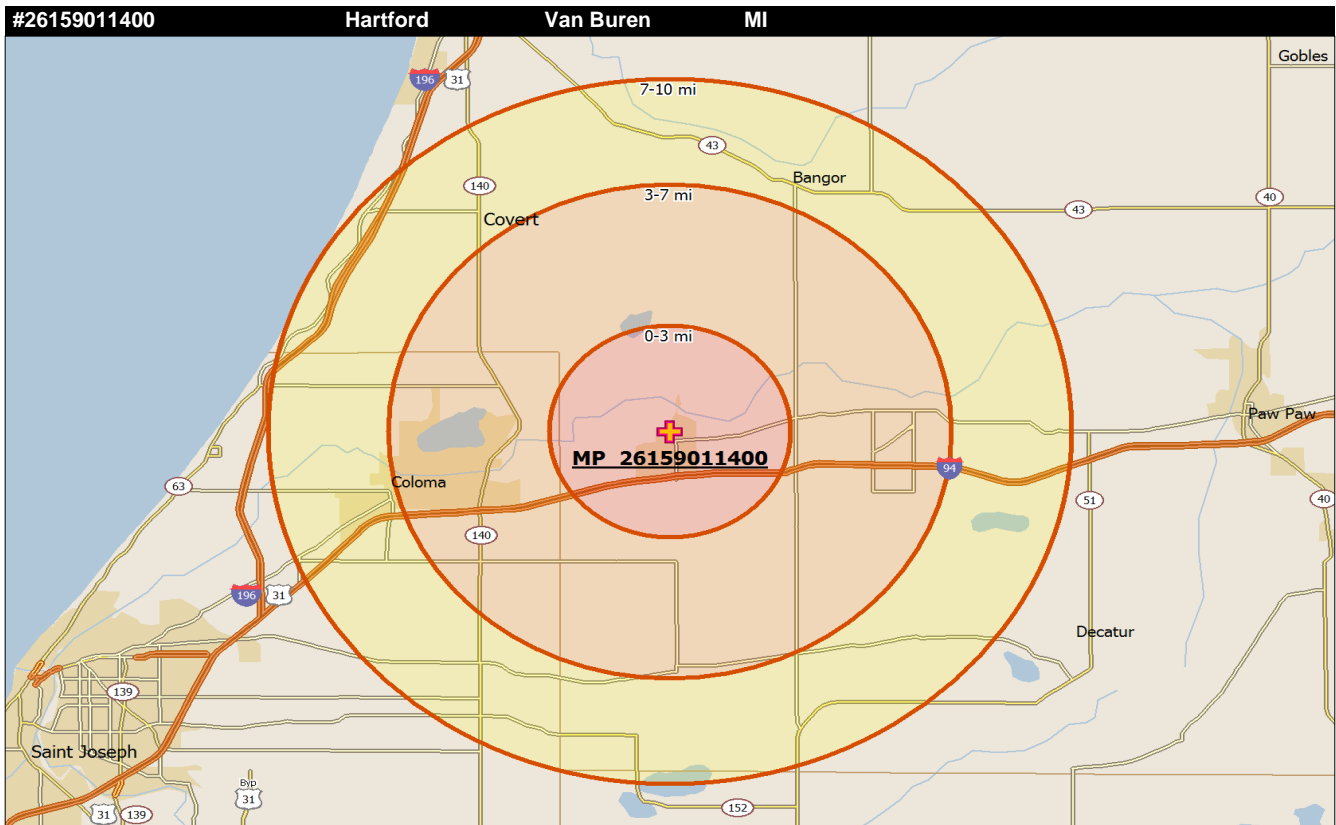 #26159011400 Hartford Van Buren MI
Gobles
196 31
7-10 mi
43
Bangor
140
3-7 mi
40
Covert
43
0-3 mi
Paw Paw
MP 26159011400
94
Coloma
63
51
40
140
196 31
Decatur
139
Saint Joseph
Byp
31
152
31 139